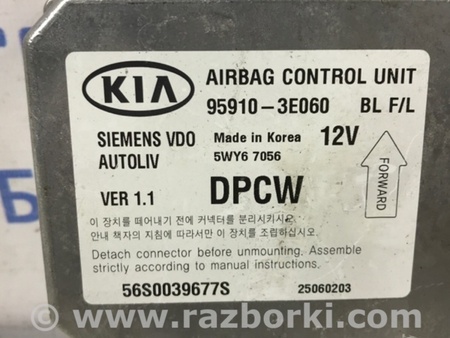 KIA
AIRBAG CONTROL UNIT
95910-3E060 BL F/L
SIEMENS VDO Made in Korea 12V
AUTOLIV 5WY6 7056
VER 1.1 DPCW
FORWARD
이 장치를 떼어내기 전에 커넥터를 분리시키시오.
안내 책자의 지침에 따라서만 이 장치를 조립하십시오.
Detach connector before unmounting. Assemble
strictly according to manual instructions.
56S0039677S 25060203
www.razborki.com